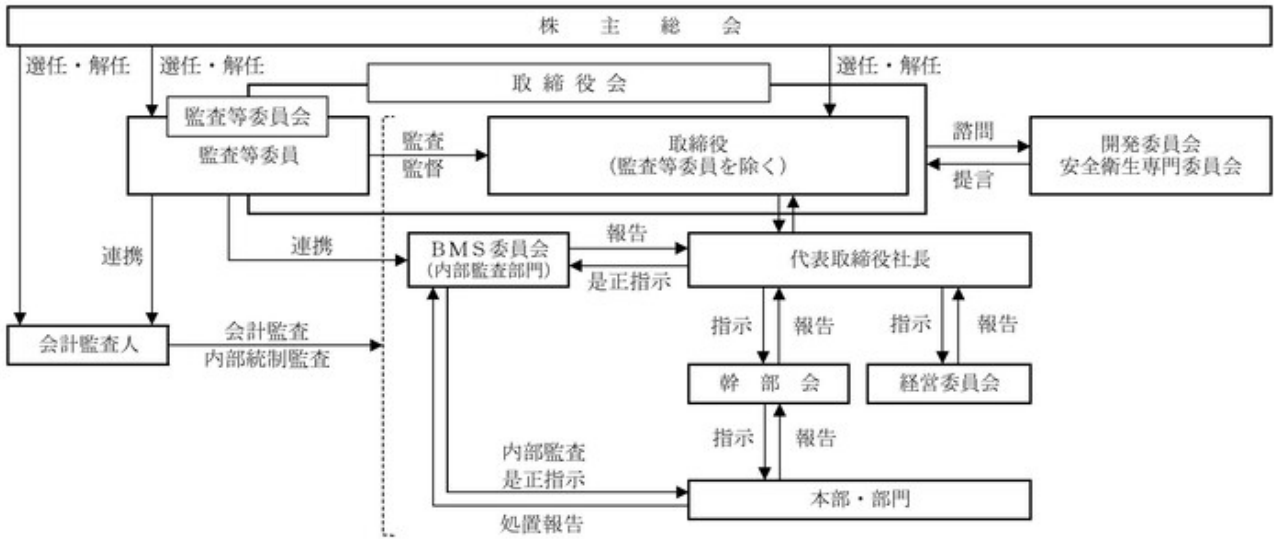 株主総会
選任・解任
選任・解任
選任・解任
取締役会
監査等委員会
監査等委員
監査
監督
取締役
(監査等委員を除く)
諮問
提言
開発委員会
安全衛生専門委員会
連携
連携
BMS委員会
(内部監査部門)
報告
是正指示
代表取締役社長
会計監査人
会計監査
内部統制監査
指示
報告
指示
報告
幹部会
経営委員会
指示
報告
内部監査
是正指示
処置報告
本部・部門